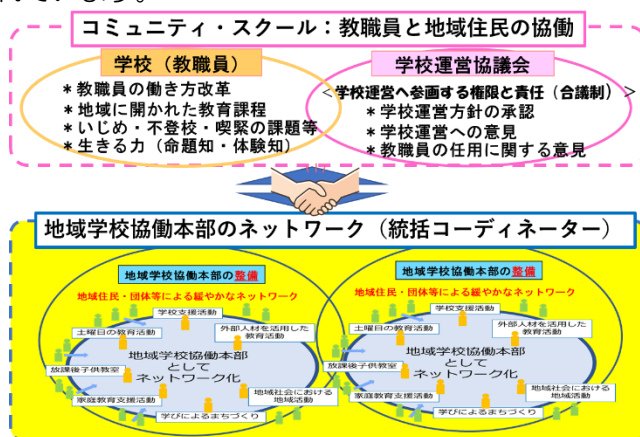 コミュニティ・スクール：教職員と地域住民の協働
学校（教職員）
＊教職員の働き方改革
＊地域に開かれた教育課程
＊いじめ・不登校・喫緊の課題等
＊生きる力（命題知・体験知）
学校運営協議会
＜学校運営へ参画する権限と責任（合議制）＞
＊学校運営方針の承認
＊学校運営への意見
＊教職員の任用に関する意見
地域学校協働本部のネットワーク（統括コーディネーター）
地域学校協働本部の整備
地域住民・団体等による緩やかなネットワーク
学校支援活動
土曜日の教育活動
外部人材を活用した
教育活動
放課後子供教室
地域学校協働本部
として
ネットワーク化
家庭教育支援活動
地域社会における
地域活動
学びによるまちづくり
地域学校協働本部の整備
地域住民・団体等による緩やかなネットワーク
学校支援活動
土曜日の教育活動
外部人材を活用した
教育活動
放課後子供教室
地域学校協働本部
として
ネットワーク化
家庭教育支援活動
地域社会における
地域活動
学びによるまちづくり